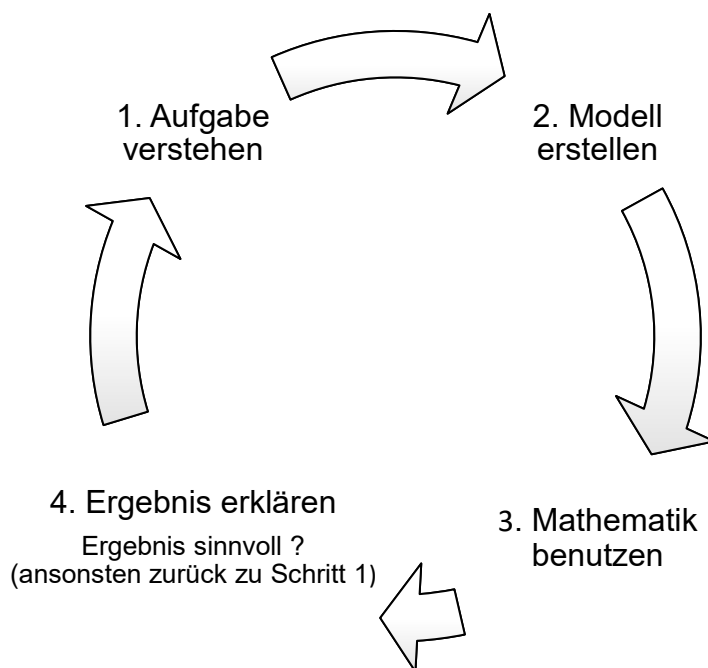 1. Aufgabe
verstehen
2. Modell
erstellen
3. Mathematik
benutzen
4. Ergebnis erklären
Ergebnis sinnvoll ?
(ansonsten zurück zu Schritt 1)